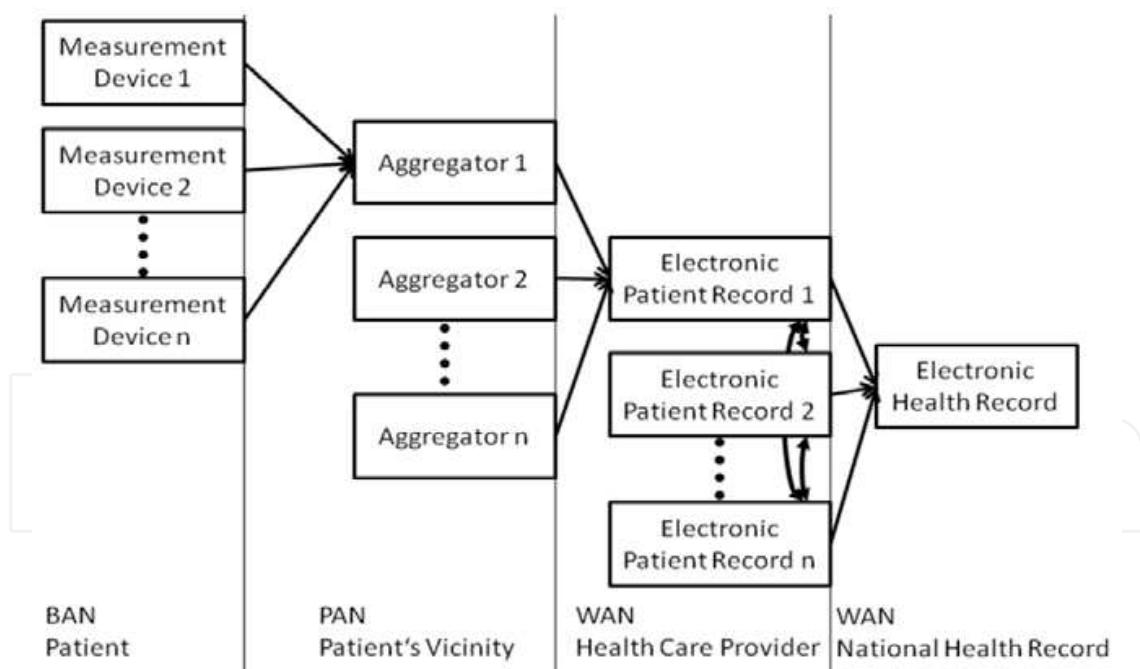 Measurement
Device 1
Measurement
Device 2
Measurement
Device n
Aggregator 1
Aggregator 2
Aggregator n
Electronic
Patient Record 1
Electronic
Patient Record 2
Electronic
Patient Record n
Electronic
Health Record
BAN
Patient
PAN
Patient‘s Vicinity
WAN
Health Care Provider
WAN
National Health Record